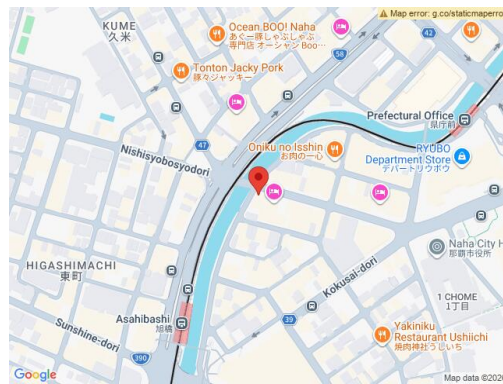 Map error: g.co/staticmaperro
KUME
久米
Ocean BOO! Naha
あぐー豚しゃぶしゃぶ
専門店 オーシャン Boo…
42
58
Tonton Jacky Pork
豚々ジャッキー
Prefectural Office
県庁前
47
Oniku no Isshin
お肉の一心
RYUBO
Department Store
デパートリウボウ
Nishisyobosyodori
Naha City H
那覇市役所
HIGASHIMACHI
東町
Kokusai-dori
1 CHOME
1丁目
Asahibashi
旭橋
39
Sunshine-dori
Yakiniku
Restaurant Ushiichi
焼肉神社うしいち
390
Google
Map data ©2025